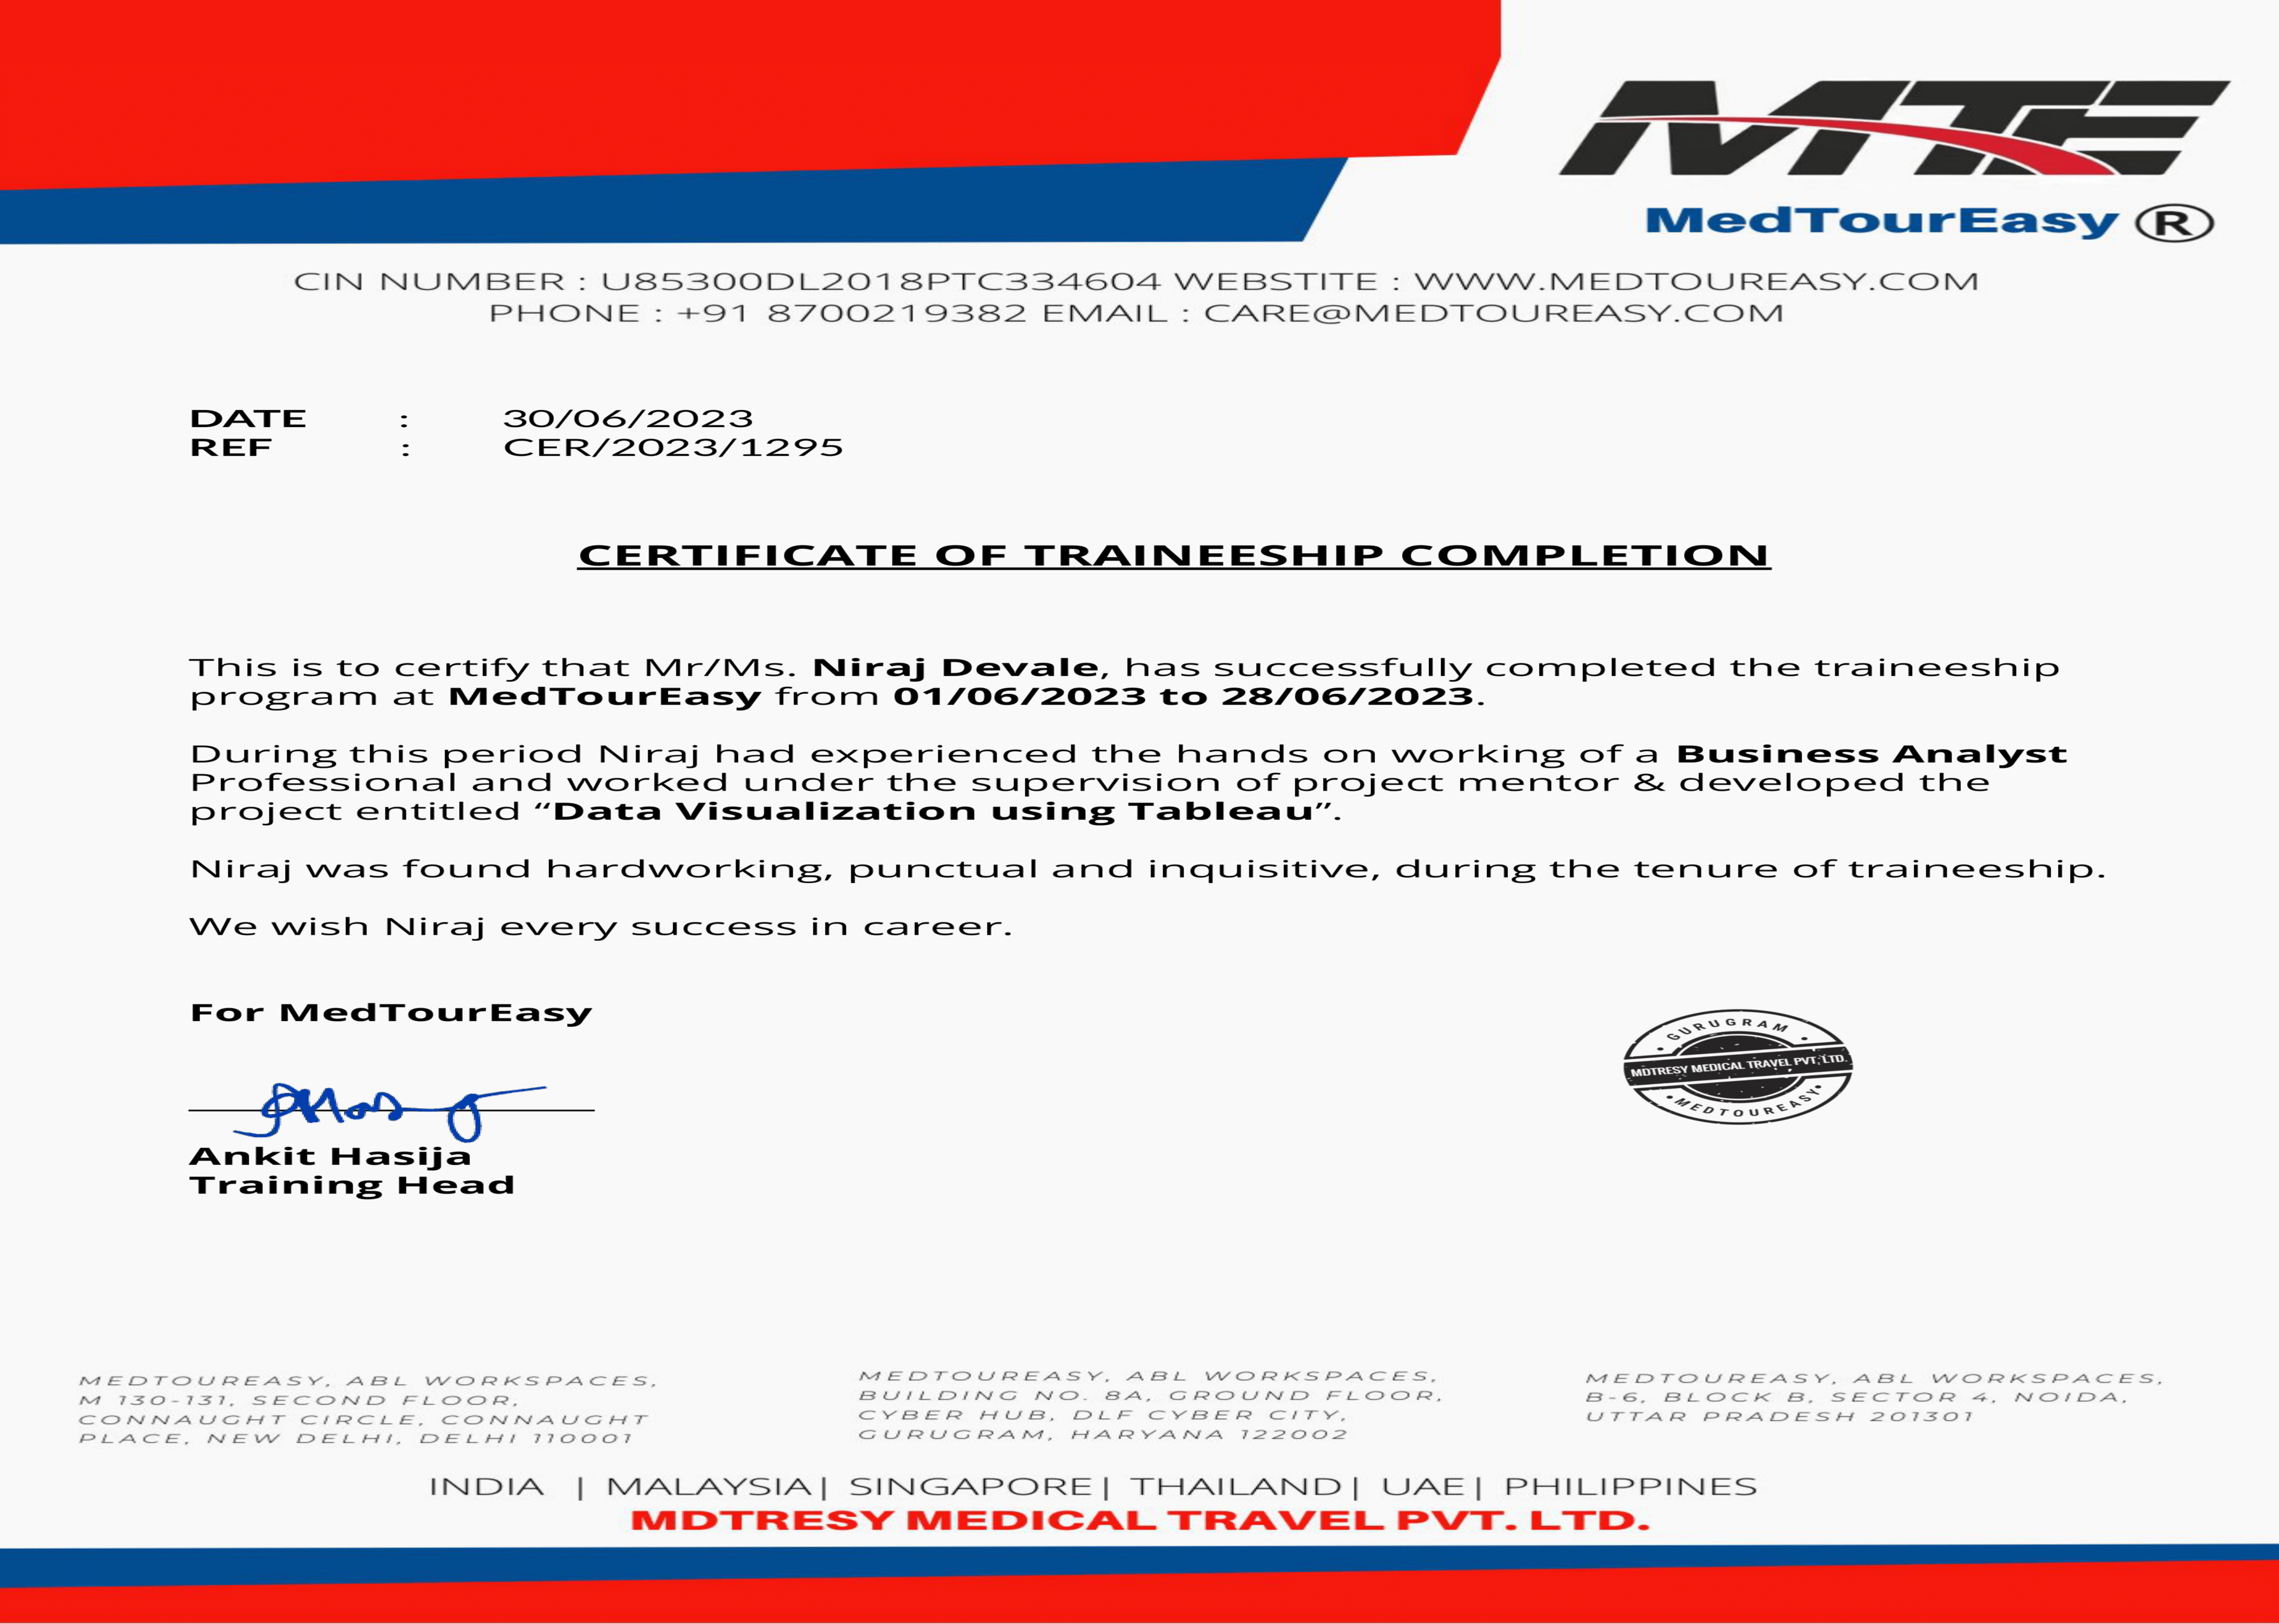 MTE
MedTourEasy ®
CIN NUMBER : U85300DL2018PTC334604 WEBSTITE : WWW.MEDTOUREASY.COM
PHONE : +91 8700219382 EMAIL : CARE@MEDTOUREASY.COM
DATE : 30/06/2023
REF : CER/2023/1295
CERTIFICATE OF TRAINEESHIP COMPLETION
This is to certify that Mr/Ms. Niraj Devale, has successfully completed the traineeship
program at MedTourEasy from 01/06/2023 to 28/06/2023.
During this period Niraj had experienced the hands on working of a Business Analyst
Professional and worked under the supervision of project mentor & developed the
project entitled “Data Visualization using Tableau”.
Niraj was found hardworking, punctual and inquisitive, during the tenure of traineeship.
We wish Niraj every success in career.
For MedTourEasy
GURUGRAM
MDTRESY MEDICAL TRAVEL PVT. LTD.
MEDTOUREASY
Ankit Hasija
Training Head
MEDTOUREASY, ABL WORKSPACES,
M 130-131, SECOND FLOOR,
CONNAUGHT CIRCLE, CONNAUGHT
PLACE, NEW DELHI, DELHI 110001
MEDTOUREASY, ABL WORKSPACES,
BUILDING NO. 8A, GROUND FLOOR,
CYBER HUB, DLF CYBER CITY,
GURUGRAM, HARYANA 122002
MEDTOUREASY, ABL WORKSPACES,
B-6, BLOCK B, SECTOR 4, NOIDA,
UTTAR PRADESH 201301
INDIA | MALAYSIA| SINGAPORE| THAILAND| UAE| PHILIPPINES
MDTRESY MEDICAL TRAVEL PVT. LTD.